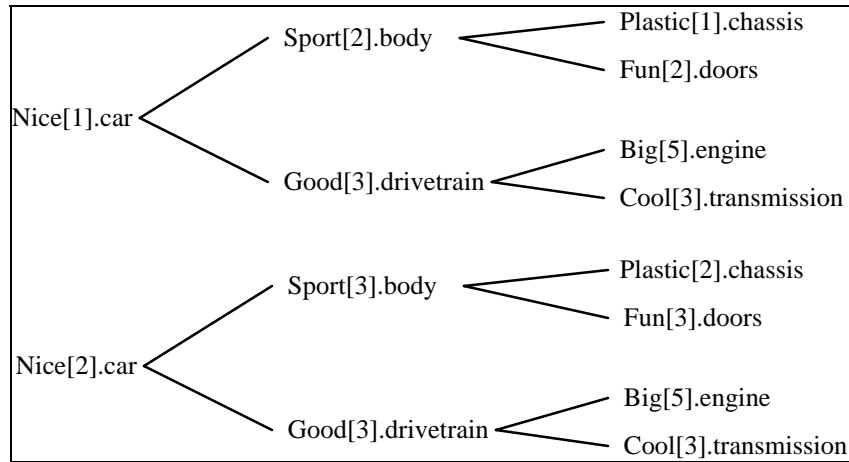 Sport[2].body
Plastic[1].chassis
Fun[2].doors
Nice[1].car
Good[3].drivetrain
Big[5].engine
Cool[3].transmission
Sport[3].body
Plastic[2].chassis
Fun[3].doors
Nice[2].car
Good[3].drivetrain
Big[5].engine
Cool[3].transmission